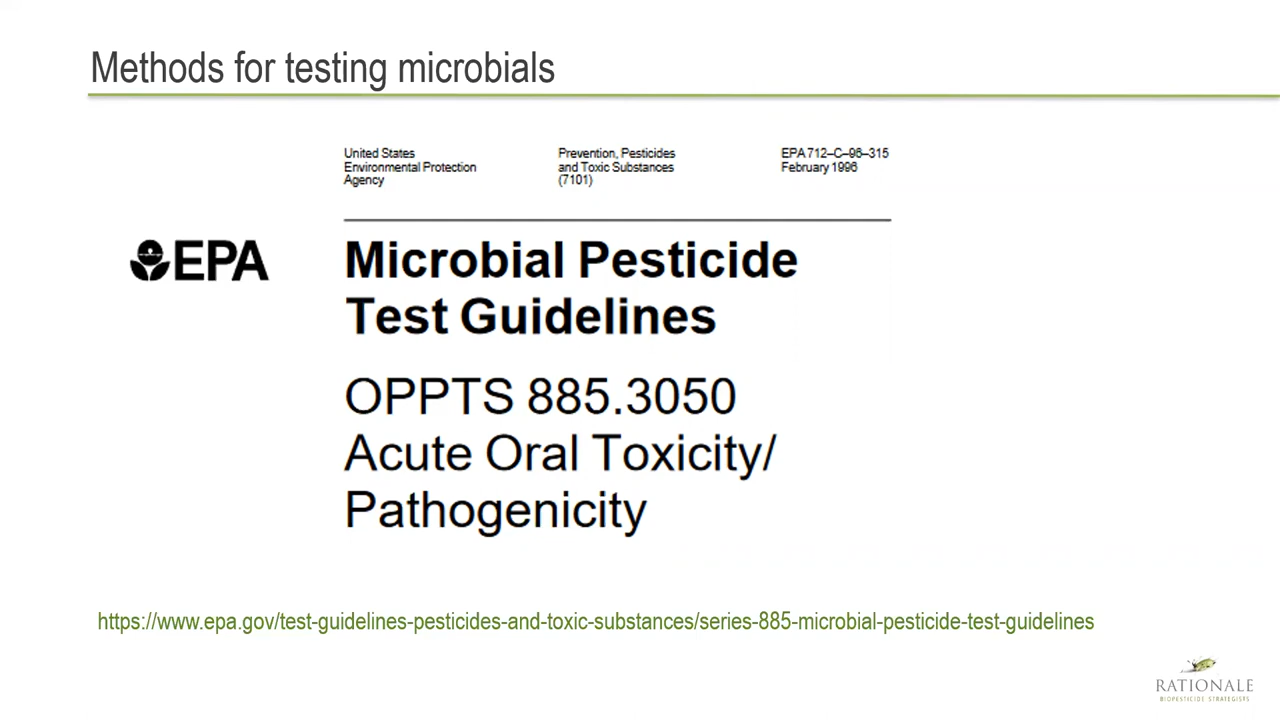 Methods for testing microbials
United States
Environmental Protection
Agency
Prevention, Pesticides
and Toxic Substances
(7101)
EPA 712–C–96–315
February 1996
EPA
Microbial Pesticide
Test Guidelines
OPPTS 885.3050
Acute Oral Toxicity/
Pathogenicity
https://www.epa.gov/test-guidelines-pesticides-and-toxic-substances/series-885-microbial-pesticide-test-guidelines
RATIONALE
BIOPESTICIDE STRATEGISTS